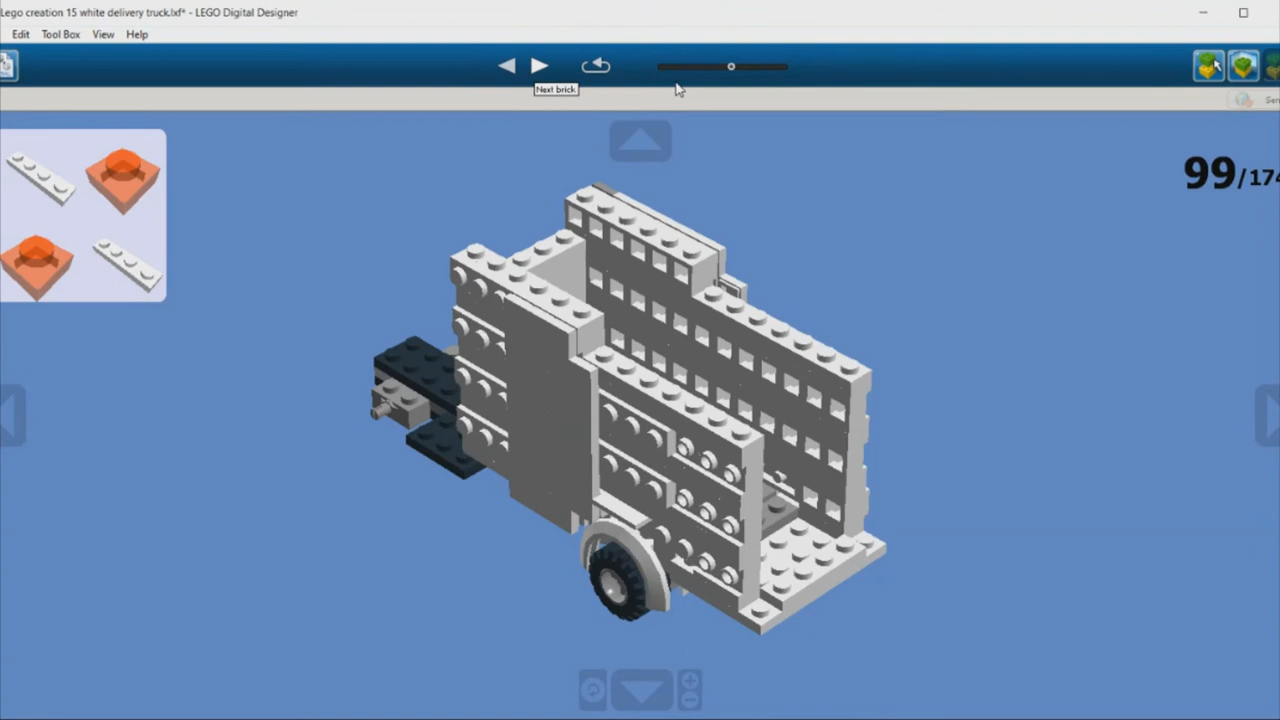 Lego creation 15 white delivery truck.lxf* - LEGO Digital Designer
Edit Tool Box View Help
Next brick
99/174